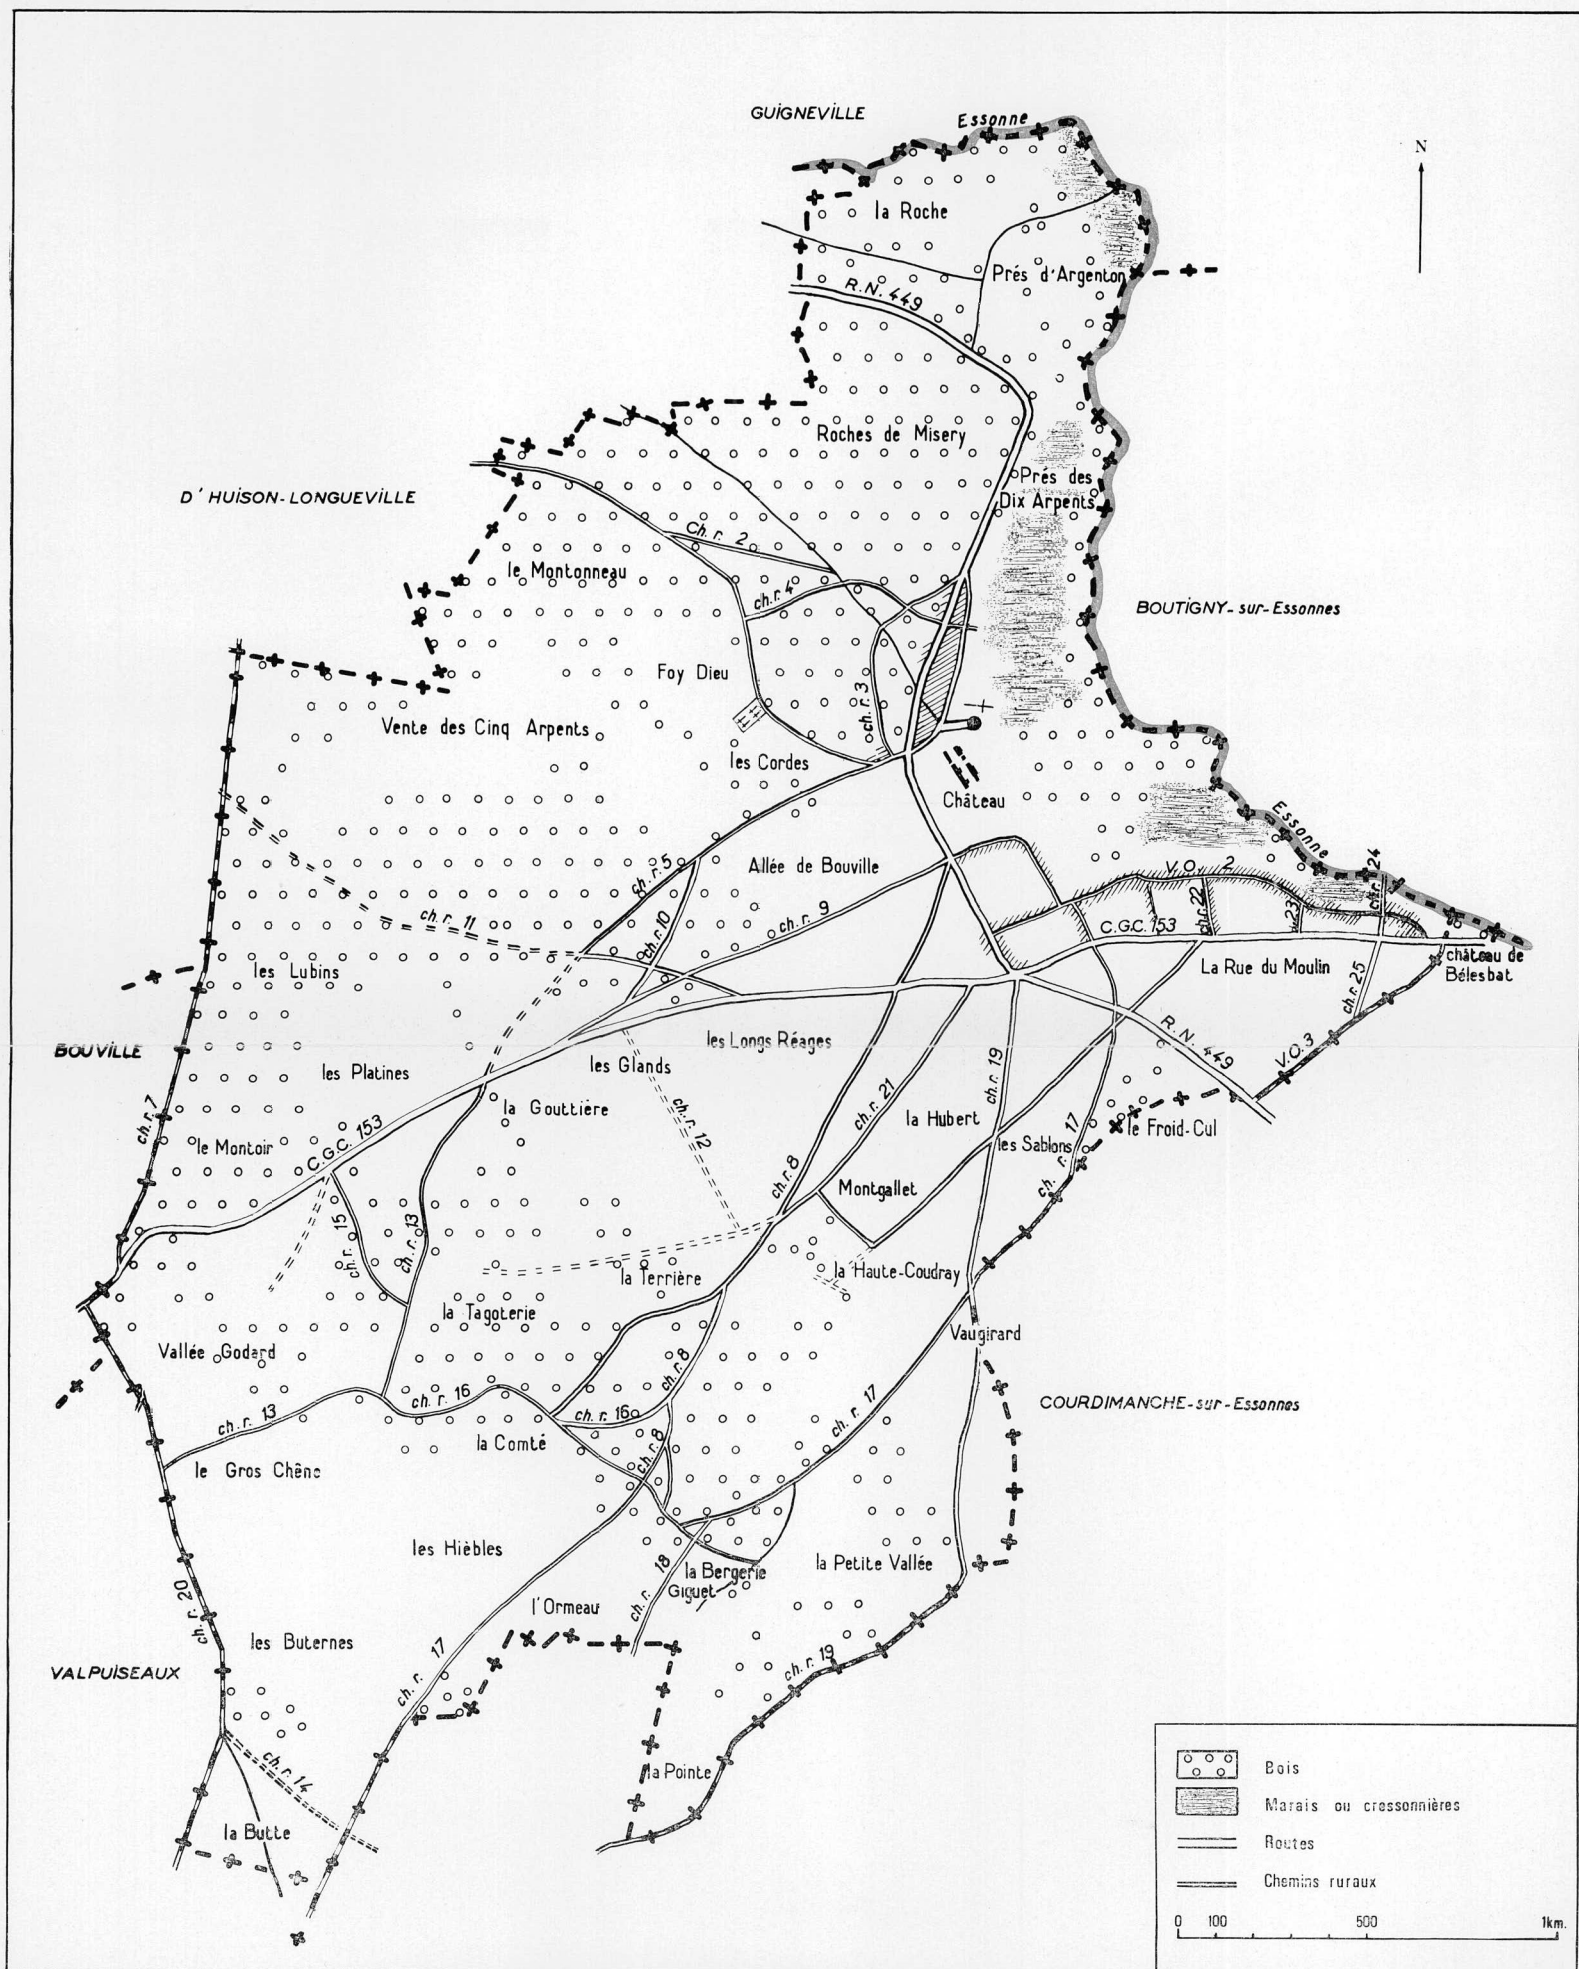 GUIGNEVILLE
Essonne
N
la Roche
Prés d'Argenton
R.N. 449
Roches de Misery
Prés des
Dix Arpents
D'HUISON-LONGUEVILLE
Ch. r. 2
le Montonneau
ch. r. 4
BOUTIGNY-sur-Essonnes
Foy Dieu
ch. r. 3
Vente des Cinq Arpents
les Cordes
Château
Essonne
Allée de Bouville
ch. r. 5
V.O. 2
ch. r. 24
ch. r. 11
ch. r. 10
ch. r. 9
ch. r. 22
23
C.G.C. 153
les Lubins
La Rue du Moulin
château de
Bélesbat
ch. r. 25
BOUVILLE
les Platines
les Glands
les Longs Réages
R.N. 449
V.O.3
ch. r. 7
la Gouttière
ch. r. 12
ch. r. 21
ch. r. 19
la Hubert
les Sablons
ch. r. 17
le Froid-Cul
le Montoir
C.G.C. 153
ch. r. 8
Montgallet
ch. r. 15
ch. r. 13
la Terrière
la Haute-Coudray
la Tagoterie
Vaugirard
Vallée Godard
ch. r. 8
ch. r. 16
ch. r. 16
ch. r. 13
ch. r. 17
COURDIMANCHE-sur-Essonnes
la Comté
ch. r. 8
le Gros Chêne
les Hièbles
la Petite Vallée
la Bergerie
Giguet
ch. r. 18
l'Ormeau
ch. r. 20
les Buternes
ch. r. 17
ch. r. 19
VALPUISEAUX
ch. r. 14
la Pointe
la Butte
Bois
Marais ou cressonnières
Routes
Chemins ruraux
0 100 500 1km.